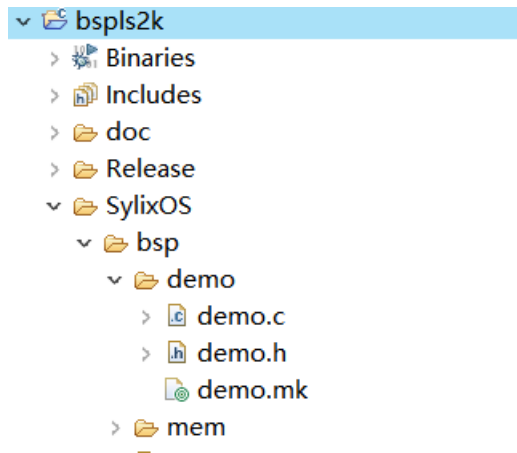 bspls2k
Binaries
Includes
doc
Release
SylixOS
bsp
demo
demo.c
demo.h
demo.mk
mem